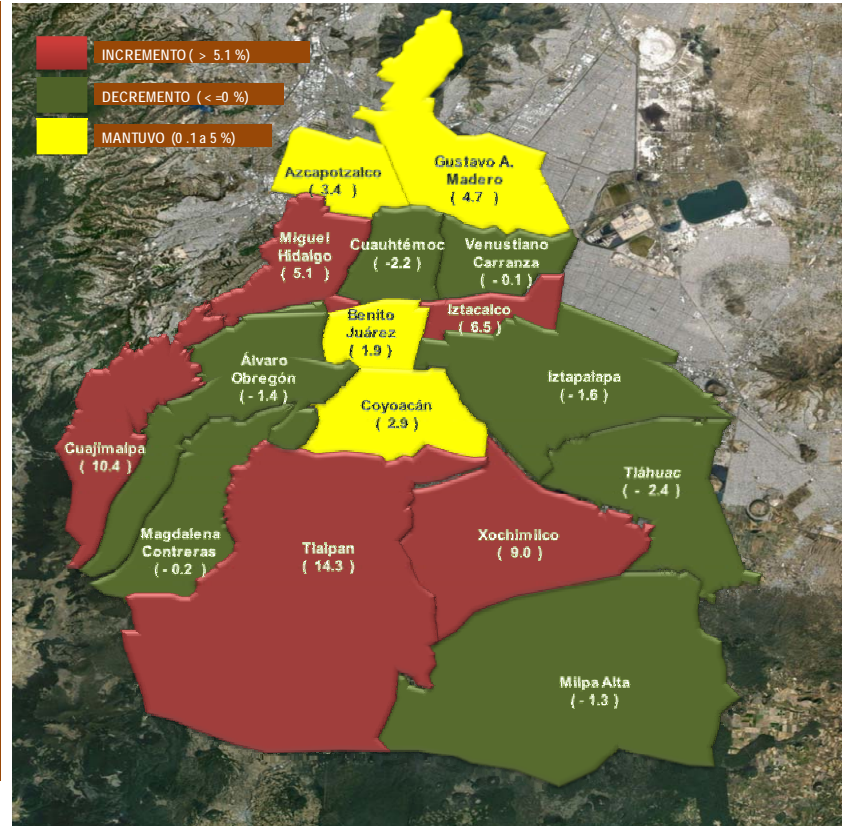 INCREMENTO ( > 5.1 %)
DECREMENTO ( < =0 %)
MANTUVO (0 .1 a 5 %)
Azcapotzalco
( 3.4 )
Gustavo A.
Madero
( 4.7 )
Miguel
Hidalgo
( 5.1 )
Cuauhtémoc
( -2.2 )
Venustiano
Carranza
( - 0.1 )
Iztacalco
( 6.5 )
Benito
Juárez
( 1.9 )
Álvaro
Obregón
( - 1.4 )
Iztapalapa
( - 1.6 )
Coyoacán
( 2.9 )
Cuajimalpa
( 10.4 )
Tláhuac
( - 2.4 )
Magdalena
Contreras
( - 0.2 )
Tlalpan
( 14.3 )
Xochimilco
( 9.0 )
Milpa Alta
( - 1.3 )